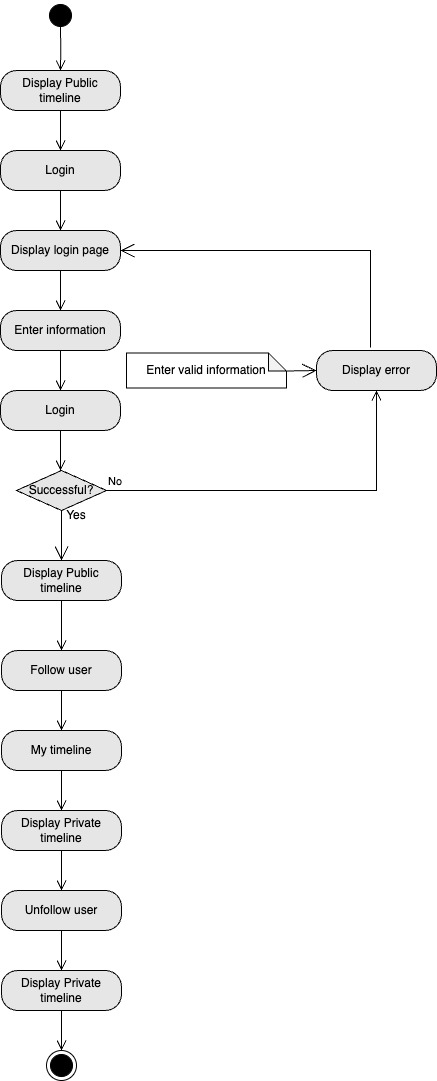 Display Public
timeline
Login
Display login page
Enter information
Enter valid information
Display error
Login
Successful?
No
Yes
Display Public
timeline
Follow user
My timeline
Display Private
timeline
Unfollow user
Display Private
timeline